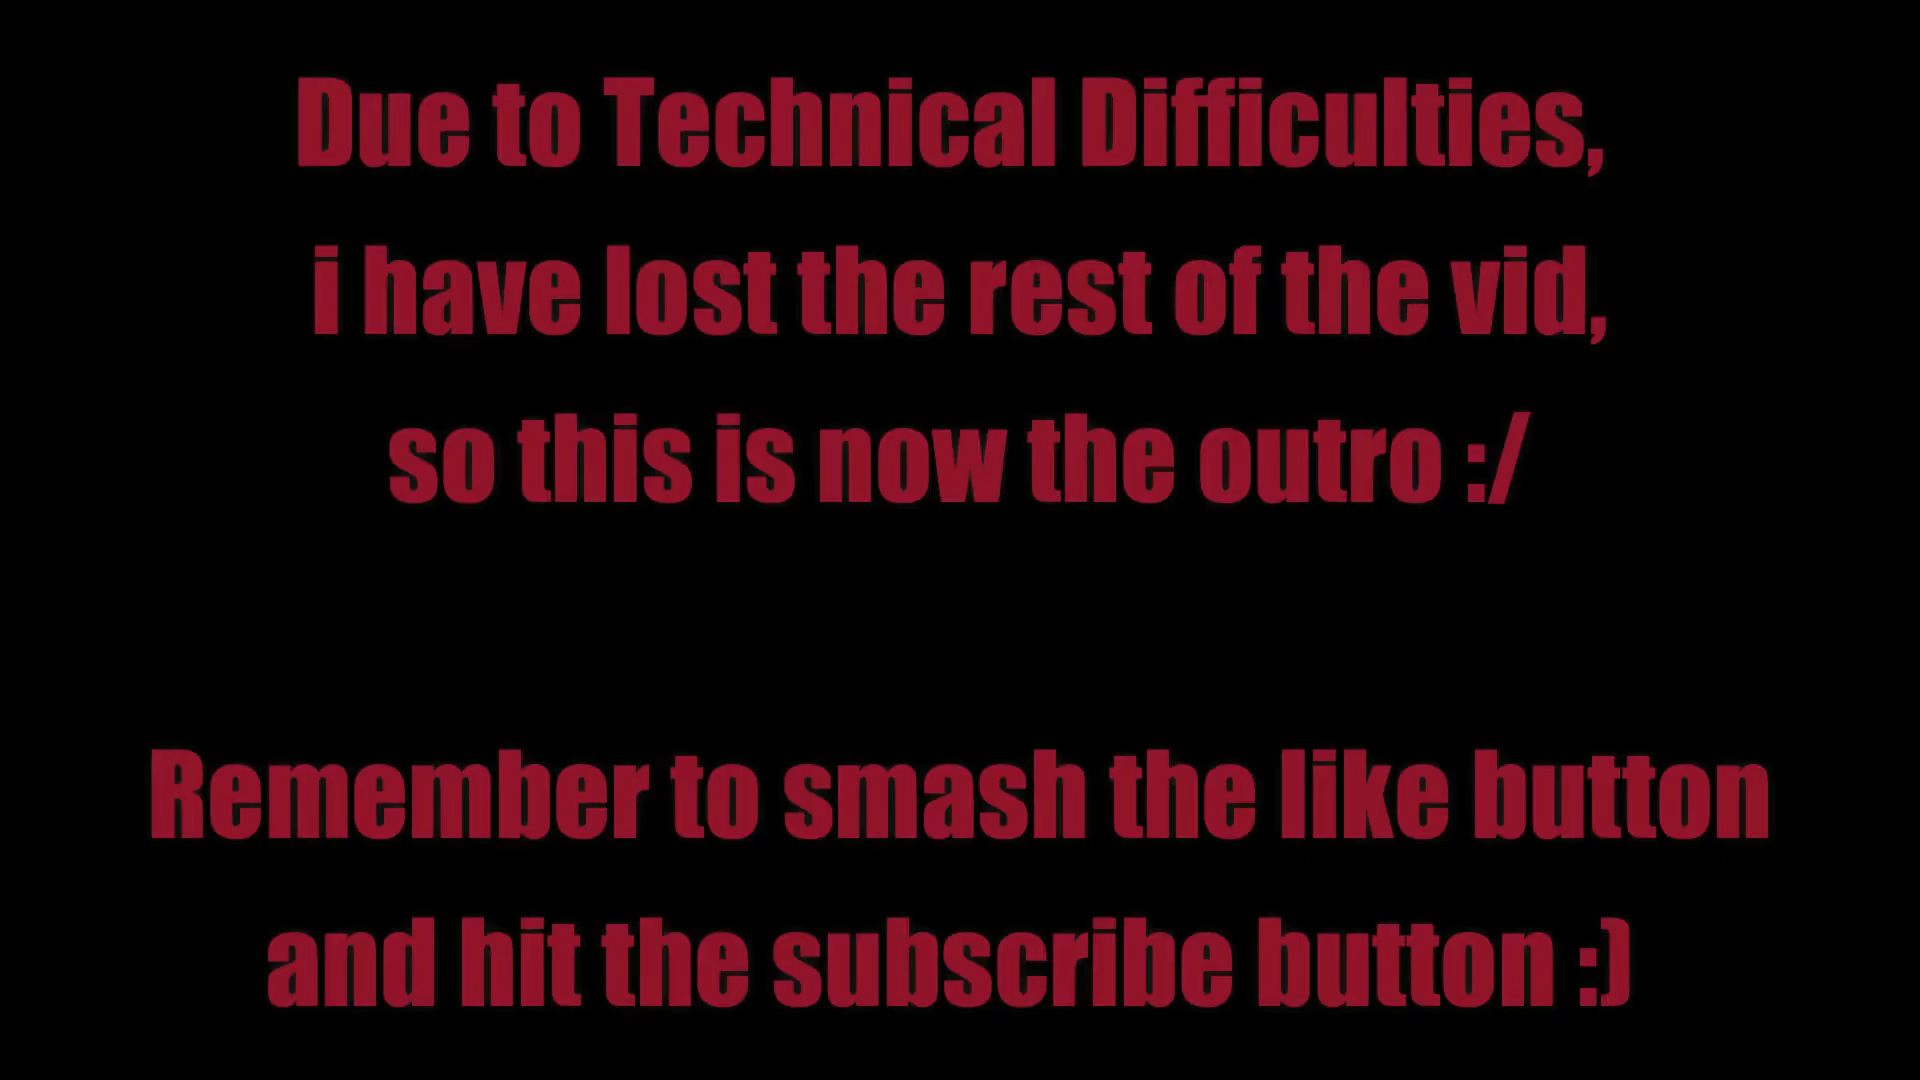 Due to Technical Difficulties,
i have lost the rest of the vid,
so this is now the outro :/
Remember to smash the like button
and hit the subscribe button :)